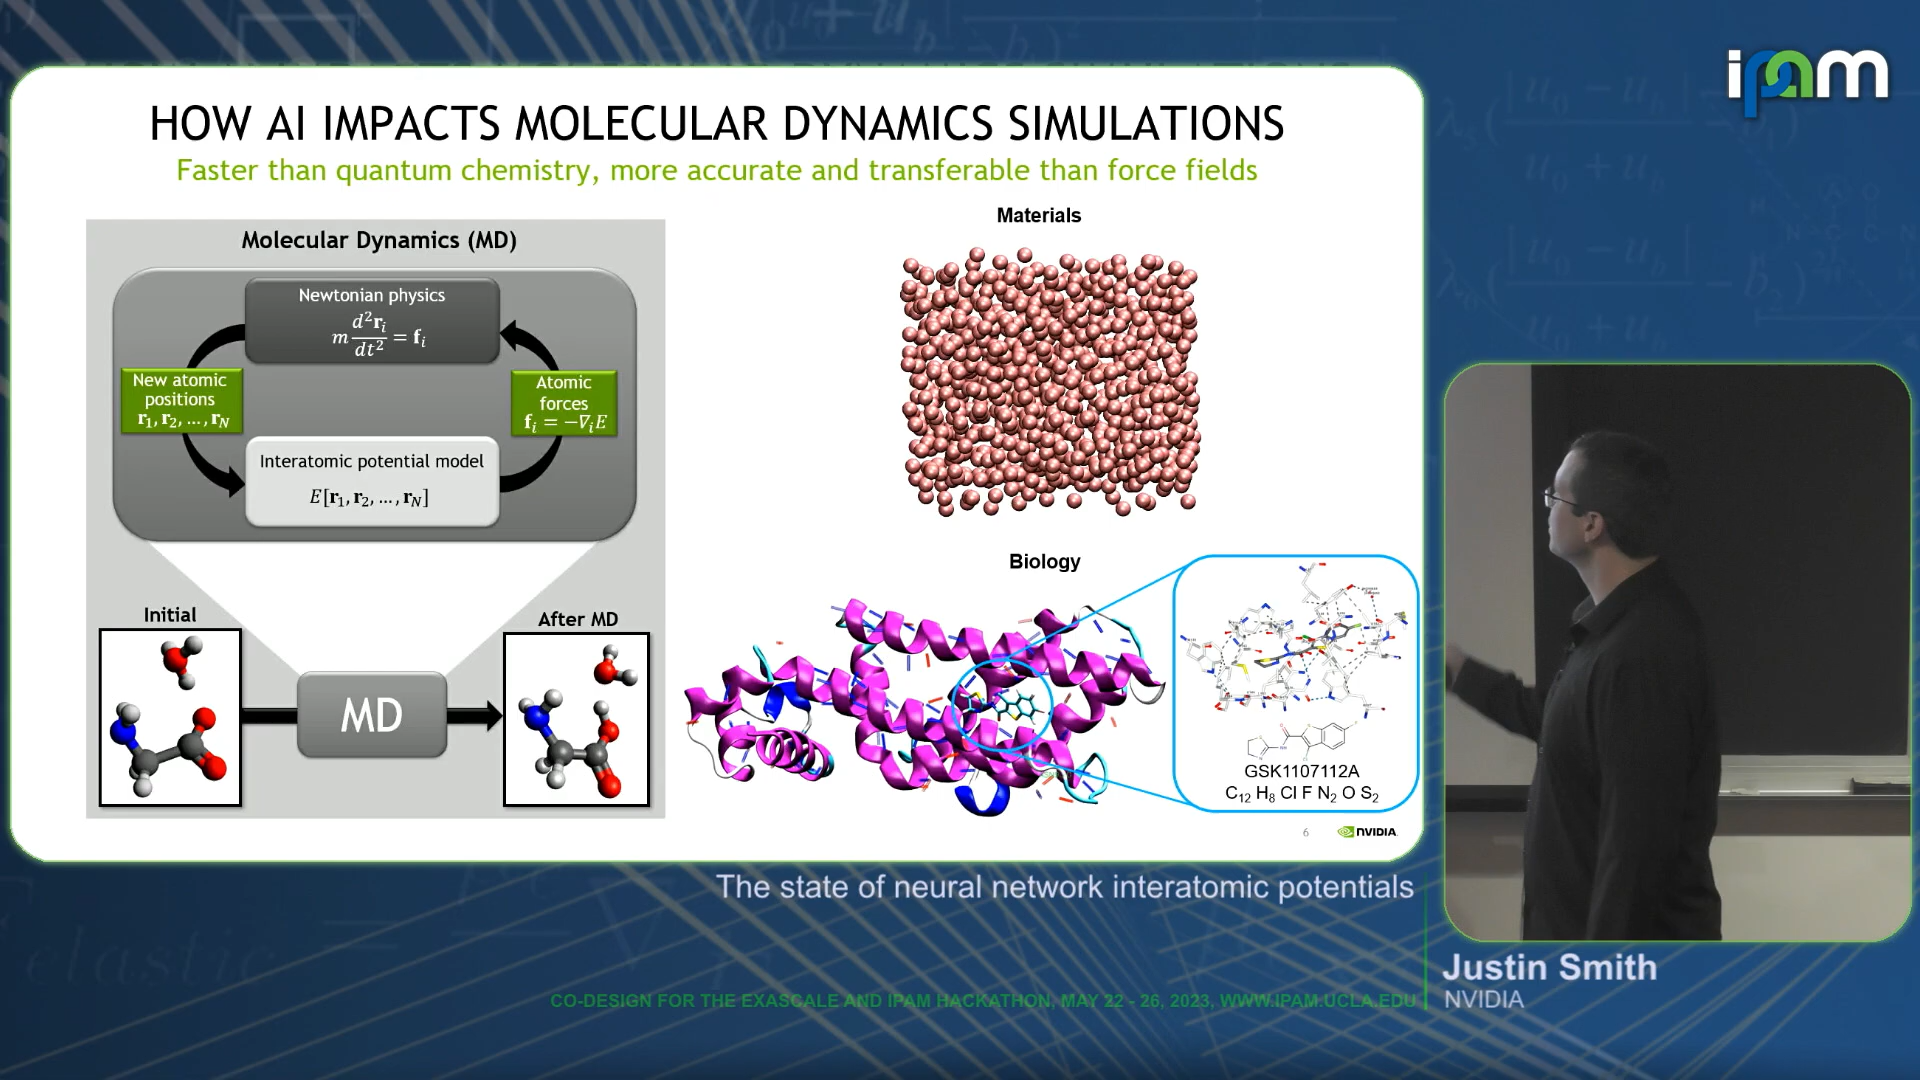 ipam
HOW AI IMPACTS MOLECULAR DYNAMICS SIMULATIONS
Faster than quantum chemistry, more accurate and transferable than force fields
Molecular Dynamics (MD)
Newtonian physics
m d²rᵢ/dt² = fᵢ
New atomic
positions
r₁, r₂, …, r_N
Atomic
forces
fᵢ = −∇ᵢE
Interatomic potential model
E[r₁, r₂, …, r_N]
Initial
MD
After MD
Materials
Biology
GSK1107112A
C₁₂ H₈ Cl F N₂ O S₂
6
NVIDIA
The state of neural network interatomic potentials
Justin Smith
NVIDIA
CO-DESIGN FOR THE EXASCALE AND IPAM HACKATHON, MAY 22 - 26, 2023, WWW.IPAM.UCLA.EDU
elastic